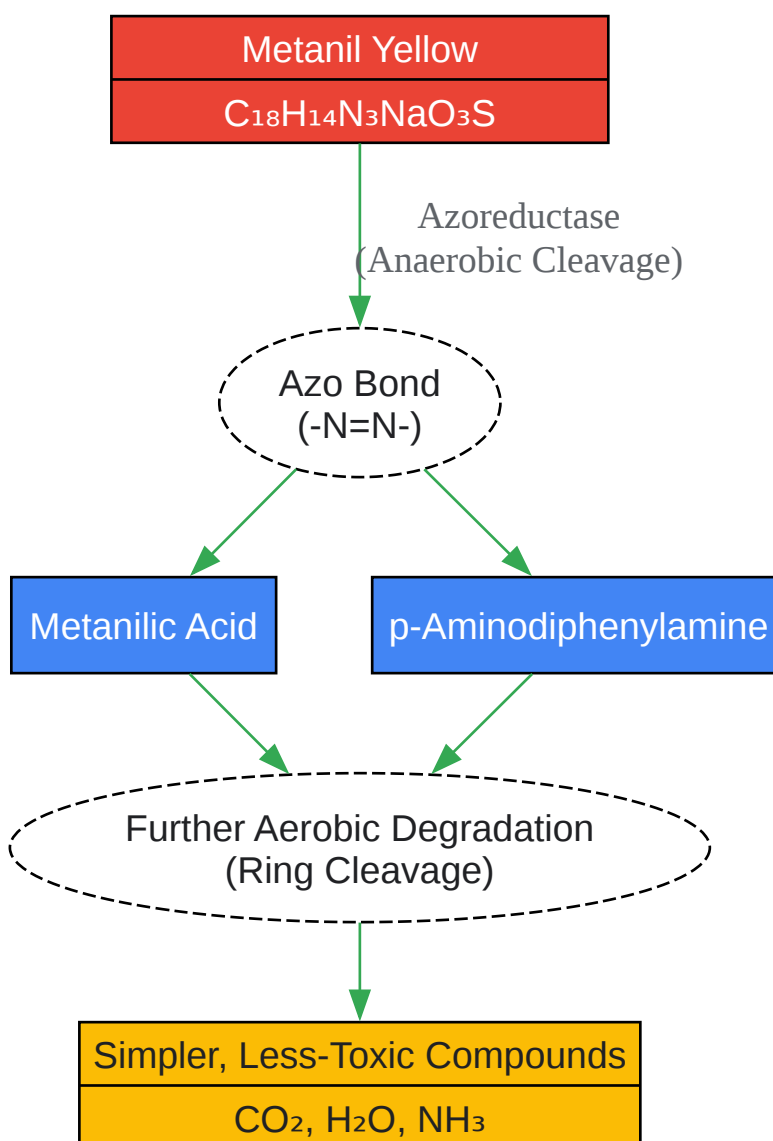 Metanil Yellow
C₁₈H₁₄N₃NaO₃S
Azoreductase
(Anaerobic Cleavage)
Azo Bond
(-N=N-)
Metanilic Acid
p-Aminodiphenylamine
Further Aerobic Degradation
(Ring Cleavage)
Simpler, Less-Toxic Compounds
CO₂, H₂O, NH₃